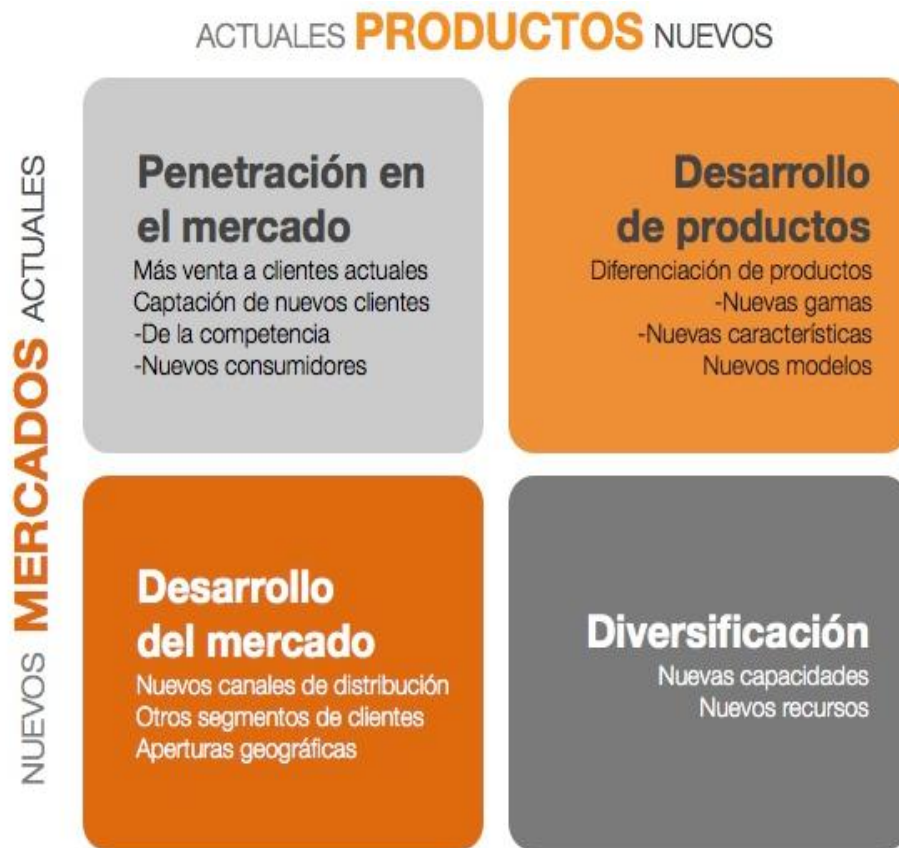 ACTUALES PRODUCTOS NUEVOS
NUEVOS MERCADOS ACTUALES
Penetración en
el mercado
Más venta a clientes actuales
Captación de nuevos clientes
-De la competencia
-Nuevos consumidores
Desarrollo
de productos
Diferenciación de productos
-Nuevas gamas
-Nuevas características
Nuevos modelos
Desarrollo
del mercado
Nuevos canales de distribución
Otros segmentos de clientes
Aperturas geográficas
Diversificación
Nuevas capacidades
Nuevos recursos